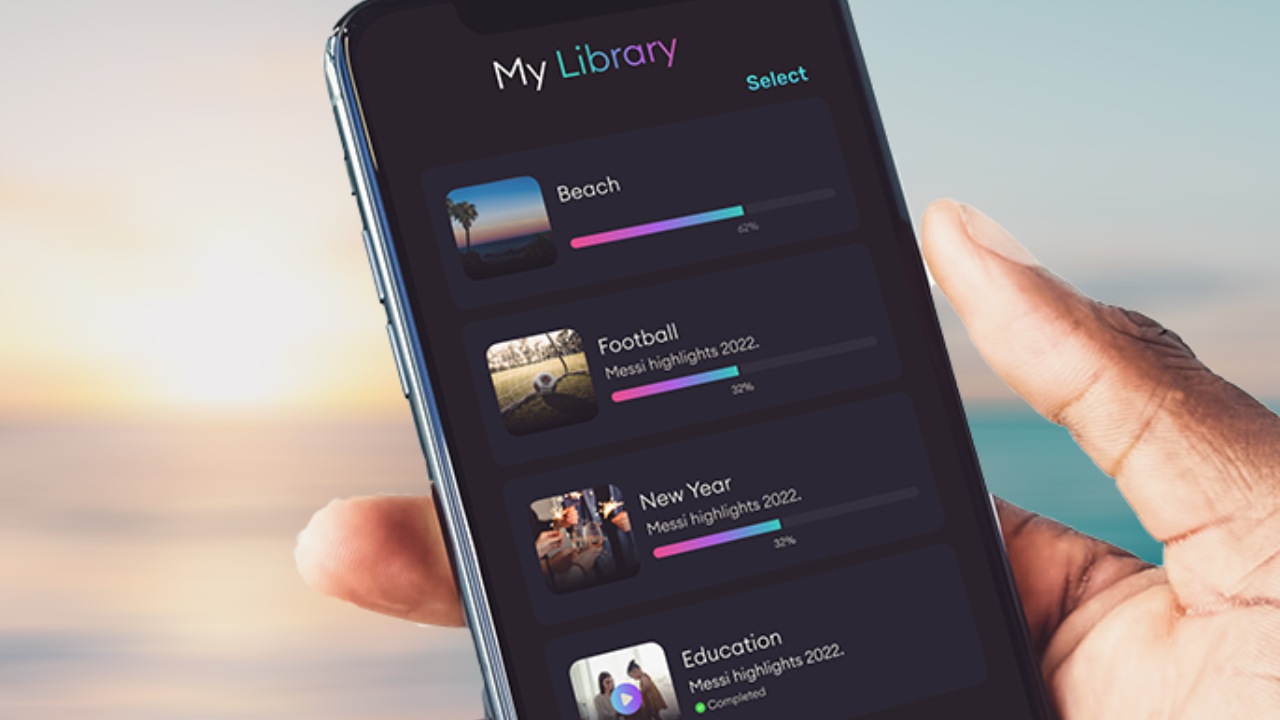 My Library
Select
Beach
62%
Football
Messi highlights 2022.
32%
New Year
Messi highlights 2022.
32%
Education
Messi highlights 2022.
Completed